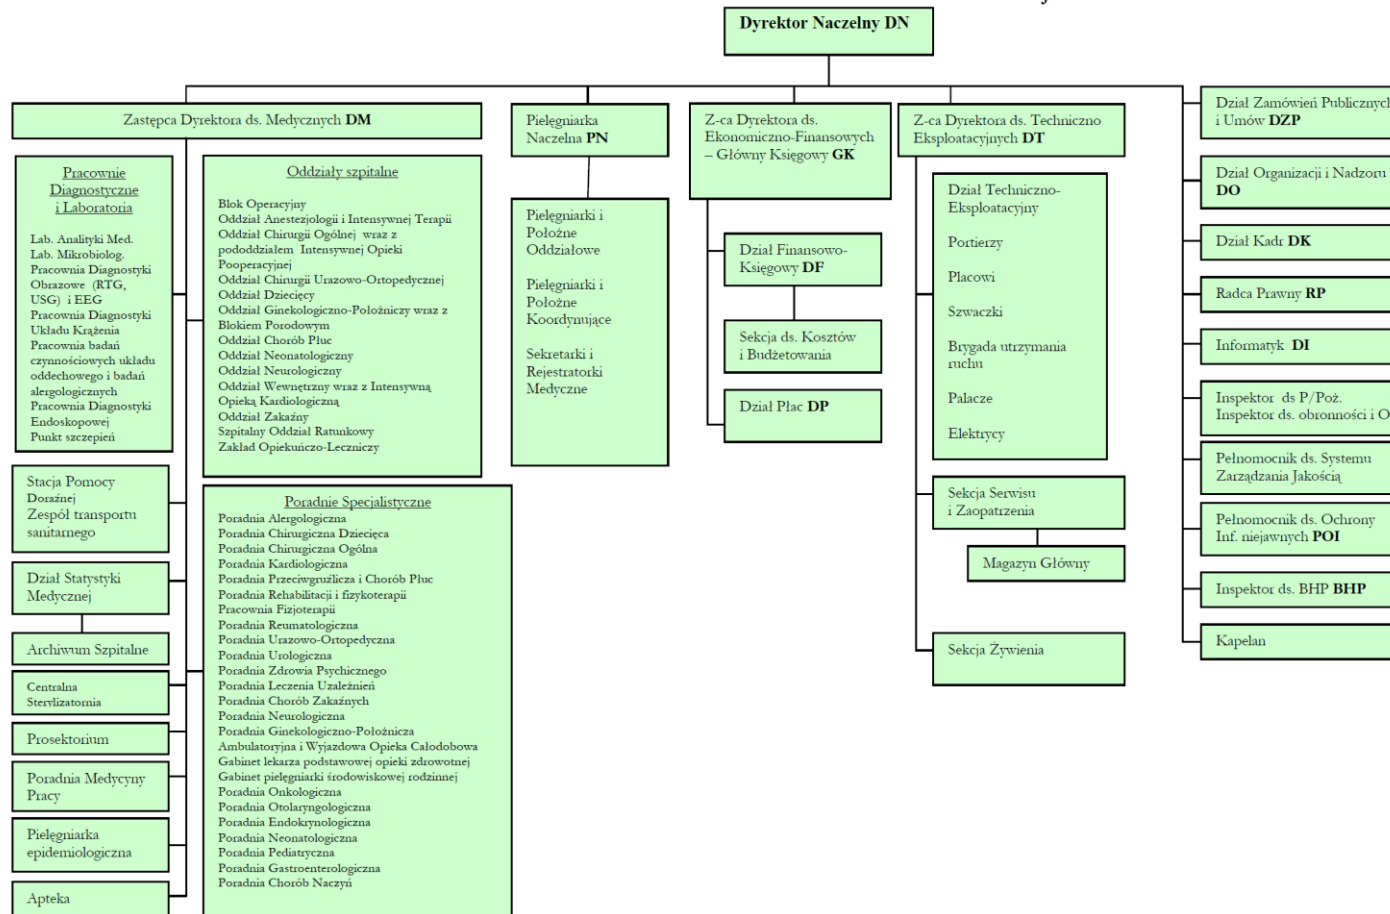 Dyrektor Naczelny DN
Zastępca Dyrektora ds. Medycznych DM
Pracownie
Diagnostyczne
i Laboratoria
Lab. Analityki Med.
Lab. Mikrobiolog.
Pracownia Diagnostyki
Obrazowe (RTG,
USG) i EEG
Pracownia Diagnostyki
Układu Krążenia
Pracownia badań
czynnościowych układu
oddechowego i badań
alergologicznych
Pracownia Diagnostyki
Endoskopowej
Punkt szczepień
Stacja Pomocy
Doraźnej
Zespół transportu
sanitarnego
Dział Statystyki
Medycznej
Archiwum Szpitalne
Centralna
Sterylizatornia
Prosektorium
Poradnia Medycyny
Pracy
Pielęgniarka
epidemiologiczna
Apteka
Oddziały szpitalne
Blok Operacyjny
Oddział Anestezjologii i Intensywnej Terapii
Oddział Chirurgii Ogólnej wraz z
pododdziałem Intensywnej Opieki
Pooperacyjnej
Oddział Chirurgii Urazowo-Ortopedycznej
Oddział Dziecięcy
Oddział Ginekologiczno-Położniczy wraz z
Blokiem Porodowym
Oddział Chorób Płuc
Oddział Neonatologiczny
Oddział Neurologiczny
Oddział Wewnętrzny wraz z Intensywną
Opieką Kardiologiczną
Oddział Zakaźny
Szpitalny Oddział Ratunkowy
Zakład Opiekuńczo-Leczniczy
Poradnie Specjalistyczne
Poradnia Alergologiczna
Poradnia Chirurgiczna Dziecięca
Poradnia Chirurgiczna Ogólna
Poradnia Kardiologiczna
Poradnia Przeciwgruźlicza i Chorób Płuc
Poradnia Rehabilitacji i fizykoterapii
Pracownia Fizjoterapii
Poradnia Reumatologiczna
Poradnia Urazowo-Ortopedyczna
Poradnia Urologiczna
Poradnia Zdrowia Psychicznego
Poradnia Leczenia Uzależnień
Poradnia Chorób Zakaźnych
Poradnia Neurologiczna
Poradnia Ginekologiczno-Położnicza
Ambulatoryjna i Wyjazdowa Opieka Całodobowa
Gabinet lekarza podstawowej opieki zdrowotnej
Gabinet pielęgniarki środowiskowej rodzinnej
Poradnia Onkologiczna
Poradnia Otolaryngologiczna
Poradnia Endokrynologiczna
Poradnia Neonatologiczna
Poradnia Pediatryczna
Poradnia Gastroenterologiczna
Poradnia Chorób Naczyń
Pielęgniarka
Naczelna PN
Pielęgniarki i
Położne
Oddziałowe
Pielęgniarki i
Położne
Koordynujące
Sekretarki i
Rejestratorki
Medyczne
Z-ca Dyrektora ds.
Ekonomiczno-Finansowych
– Główny Księgowy GK
Dział Finansowo-
Księgowy DF
Sekcja ds. Kosztów
i Budżetowania
Dział Płac DP
Z-ca Dyrektora ds. Techniczno
Eksploatacyjnych DT
Dział Techniczno-
Eksploatacyjny
Portierzy
Placowi
Szwaczki
Brygada utrzymania
ruchu
Palacze
Elektrycy
Sekcja Serwisu
i Zaopatrzenia
Magazyn Główny
Sekcja Żywienia
Dział Zamówień Publicznych
i Umów DZP
Dział Organizacji i Nadzoru
DO
Dział Kadr DK
Radca Prawny RP
Informatyk DI
Inspektor ds P/Poż.
Inspektor ds. obronności i O
Pełnomocnik ds. Systemu
Zarządzania Jakością
Pełnomocnik ds. Ochrony
Inf. niejawnych POI
Inspektor ds. BHP BHP
Kapelan